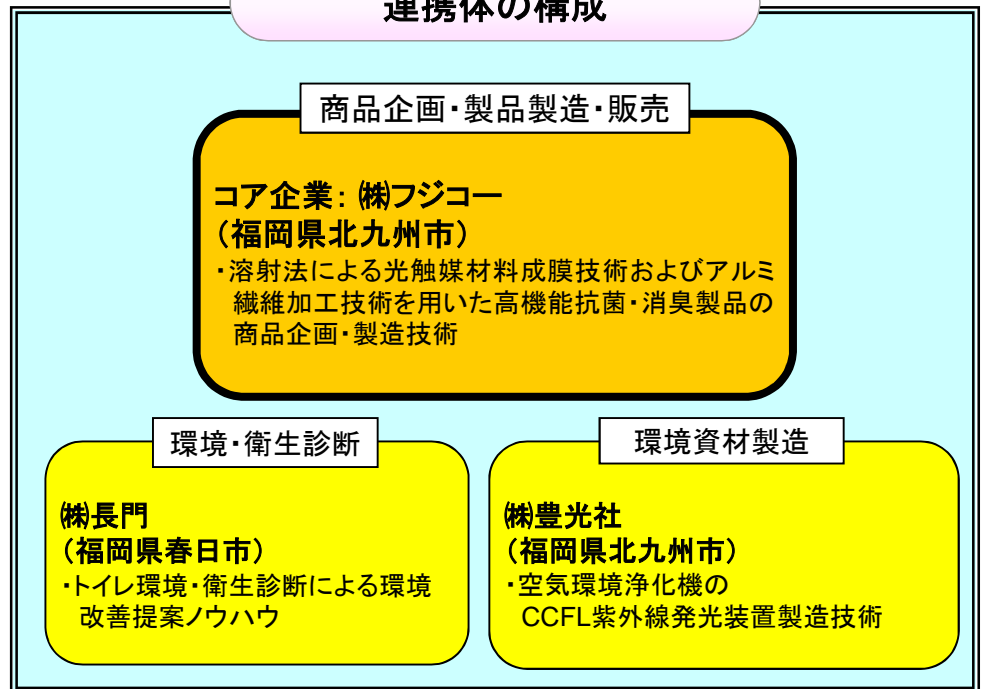 連携体の構成
商品企画・製品製造・販売
コア企業：㈱フジコー
（福岡県北九州市）
・溶射法による光触媒材料成膜技術およびアルミ
繊維加工技術を用いた高機能抗菌・消臭製品の
商品企画・製造技術
環境・衛生診断
㈱長門
（福岡県春日市）
・トイレ環境・衛生診断による環境
改善提案ノウハウ
環境資材製造
㈱豊光社
（福岡県北九州市）
・空気環境浄化機の
CCFL紫外線発光装置製造技術